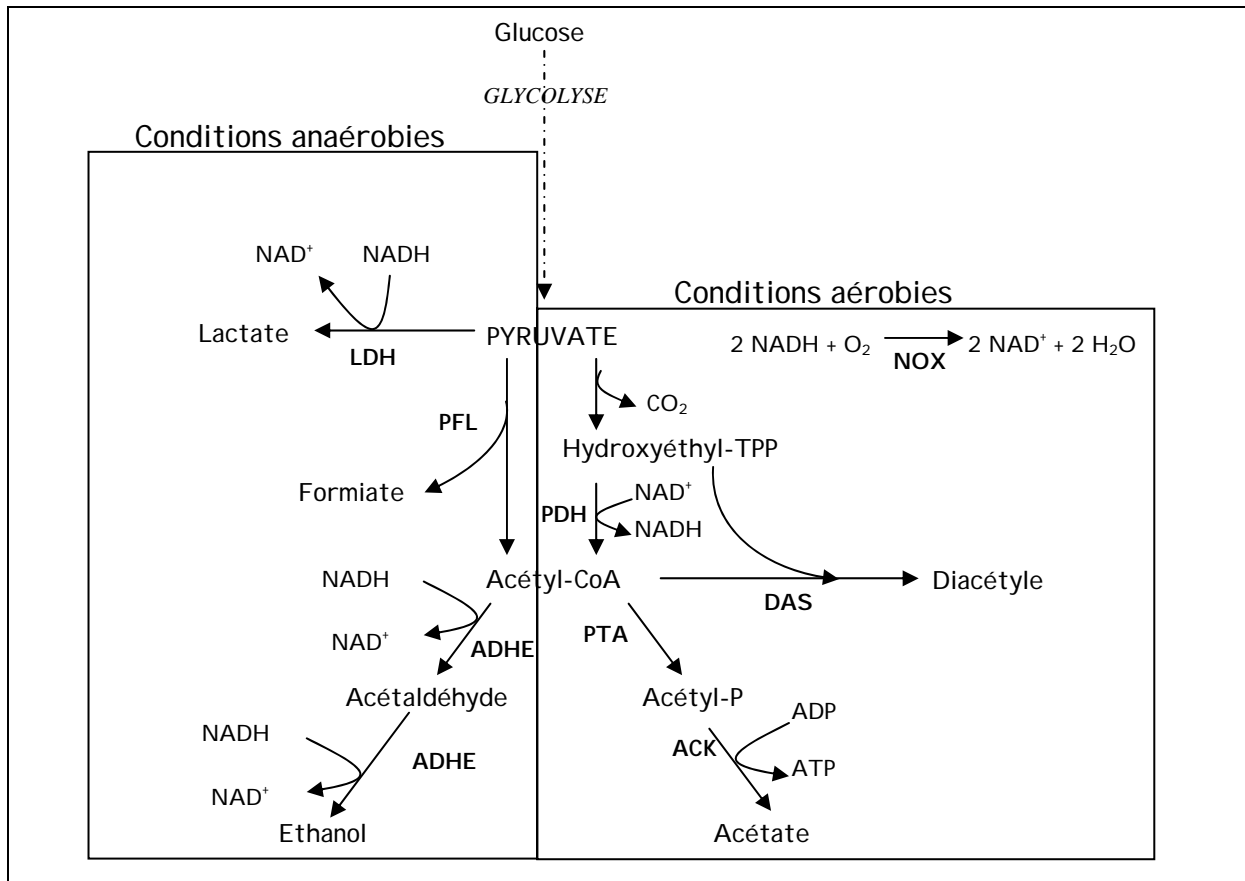 Glucose
GLYCOLYSE
Conditions anaérobies
NAD⁺ NADH
Conditions aérobies
Lactate
PYRUVATE
2 NADH + O₂ 2 NAD⁺ + 2 H₂O
LDH
NOX
CO₂
PFL
Hydroxyéthyl-TPP
Formiate
NAD⁺
PDH
NADH
NADH
Acétyl-CoA
Diacétyle
DAS
NAD⁺
ADHE
PTA
Acétaldéhyde
Acétyl-P
ADP
NADH
ADHE
ACK
ATP
NAD⁺
Ethanol
Acétate